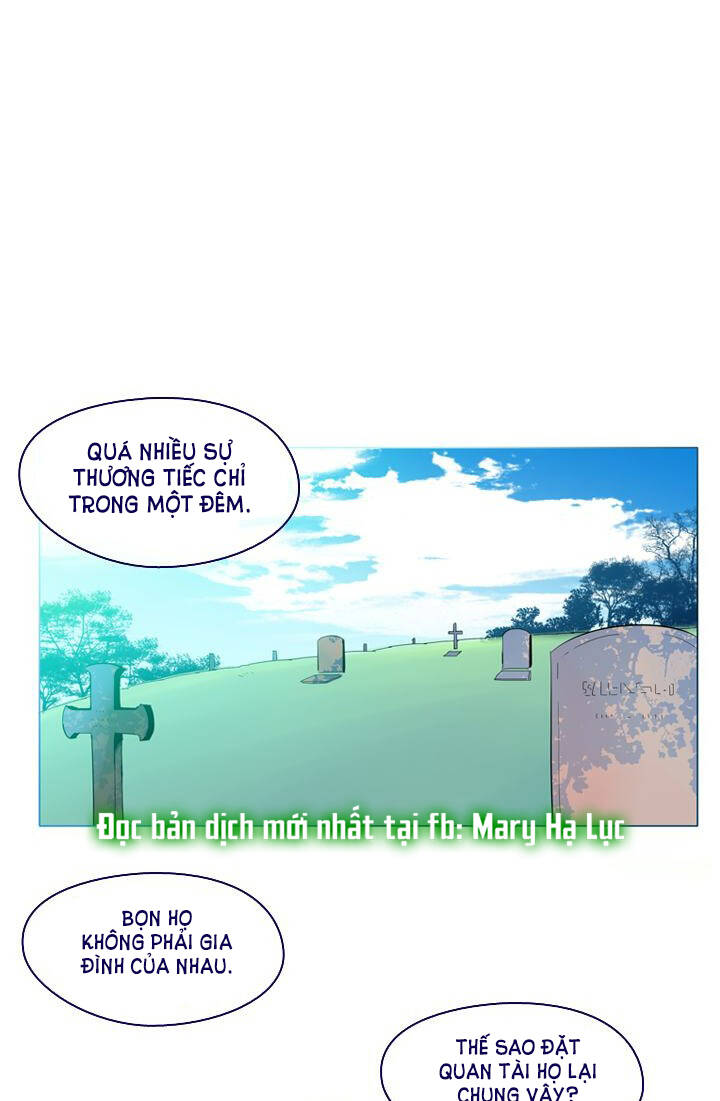 QUÁ NHIỀU SỰ
THƯƠNG TIẾC CHỈ
TRONG MỘT ĐÊM.
Đọc bản dịch mới nhất tại fb: Mary Hạ Lục
BỌN HỌ
KHÔNG PHẢI GIA
ĐÌNH CỦA NHAU.
THẾ SAO ĐẶT
QUAN TÀI HỌ LẠI
CHUNG VẬY?